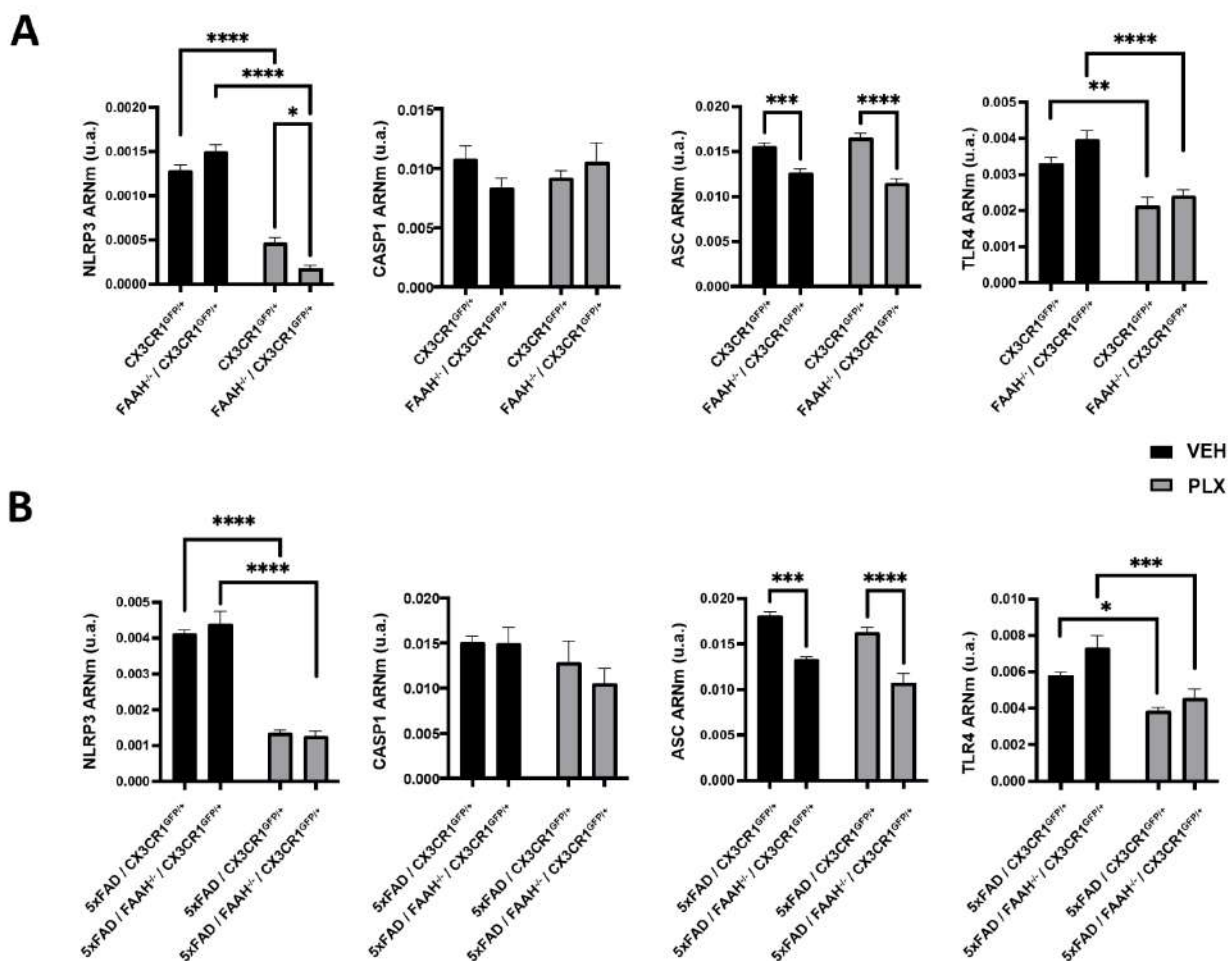 A
NLRP3 ARNm (u.a.)
0.0020
0.0015
0.0010
0.0005
0.0000
****
****
*
CX3CR1GFP/+
FAAH-/- / CX3CR1GFP/+
CX3CR1GFP/+
FAAH-/- / CX3CR1GFP/+
CASP1 ARNm (u.a.)
0.015
0.010
0.005
0.000
CX3CR1GFP/+
FAAH-/- / CX3CR1GFP/+
CX3CR1GFP/+
FAAH-/- / CX3CR1GFP/+
ASC ARNm (u.a.)
0.020
0.015
0.010
0.005
0.000
***
****
CX3CR1GFP/+
FAAH-/- / CX3CR1GFP/+
CX3CR1GFP/+
FAAH-/- / CX3CR1GFP/+
TLR4 ARNm (u.a.)
0.005
0.004
0.003
0.002
0.001
0.000
****
**
CX3CR1GFP/+
FAAH-/- / CX3CR1GFP/+
CX3CR1GFP/+
FAAH-/- / CX3CR1GFP/+
VEH
PLX
B
NLRP3 ARNm (u.a.)
0.005
0.004
0.003
0.002
0.001
0.000
****
****
5xFAD / CX3CR1GFP/+
5xFAD / FAAH-/- / CX3CR1GFP/+
5xFAD / CX3CR1GFP/+
5xFAD / FAAH-/- / CX3CR1GFP/+
CASP1 ARNm (u.a.)
0.020
0.015
0.010
0.005
0.000
5xFAD / CX3CR1GFP/+
5xFAD / FAAH-/- / CX3CR1GFP/+
5xFAD / CX3CR1GFP/+
5xFAD / FAAH-/- / CX3CR1GFP/+
ASC ARNm (u.a.)
0.020
0.015
0.010
0.005
0.000
***
****
5xFAD / CX3CR1GFP/+
5xFAD / FAAH-/- / CX3CR1GFP/+
5xFAD / CX3CR1GFP/+
5xFAD / FAAH-/- / CX3CR1GFP/+
TLR4 ARNm (u.a.)
0.010
0.008
0.006
0.004
0.002
0.000
***
*
5xFAD / CX3CR1GFP/+
5xFAD / FAAH-/- / CX3CR1GFP/+
5xFAD / CX3CR1GFP/+
5xFAD / FAAH-/- / CX3CR1GFP/+